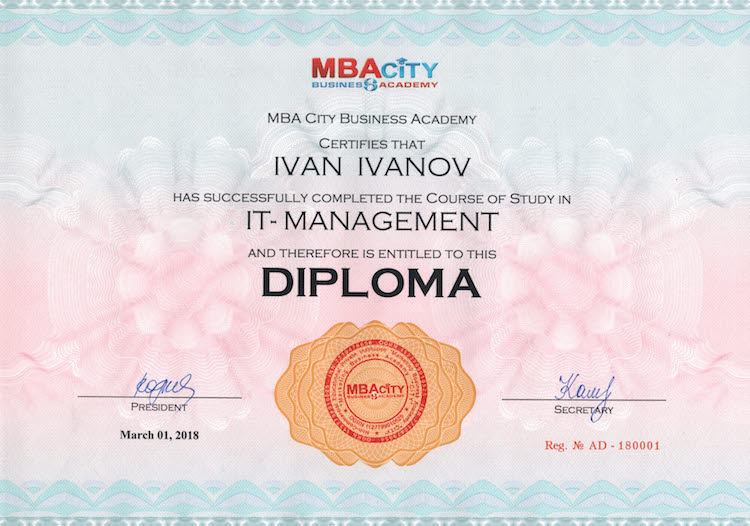 MBACITY
BUSINESS ACADEMY
MBA CITY BUSINESS ACADEMY
CERTIFIES THAT
IVAN IVANOV
HAS SUCCESSFULLY COMPLETED THE COURSE OF STUDY IN
IT- MANAGEMENT
AND THEREFORE IS ENTITLED TO THIS
DIPLOMA
MBACITY
BUSINESS ACADEMY
PRESIDENT
SECRETARY
March 01, 2018
Reg. № AD - 180001